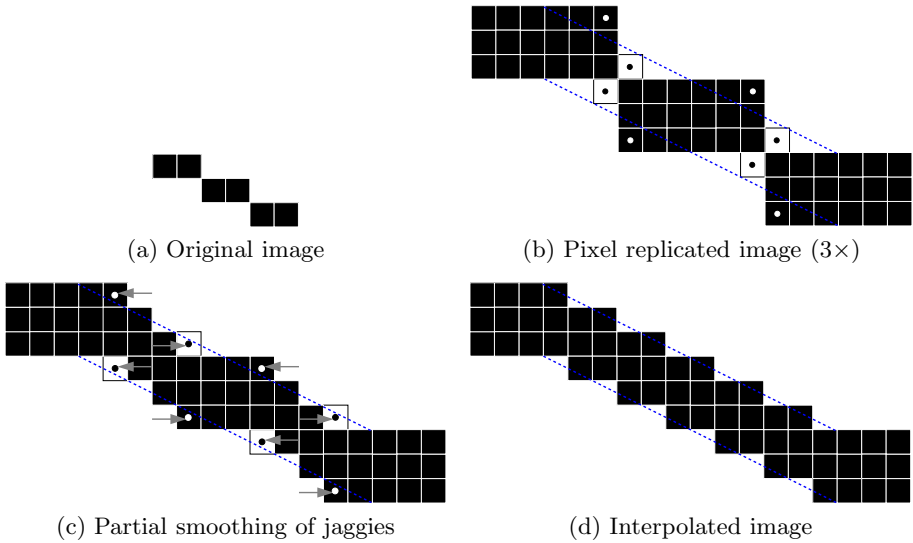 (a) Original image
(b) Pixel replicated image (3×)
(c) Partial smoothing of jaggies
(d) Interpolated image